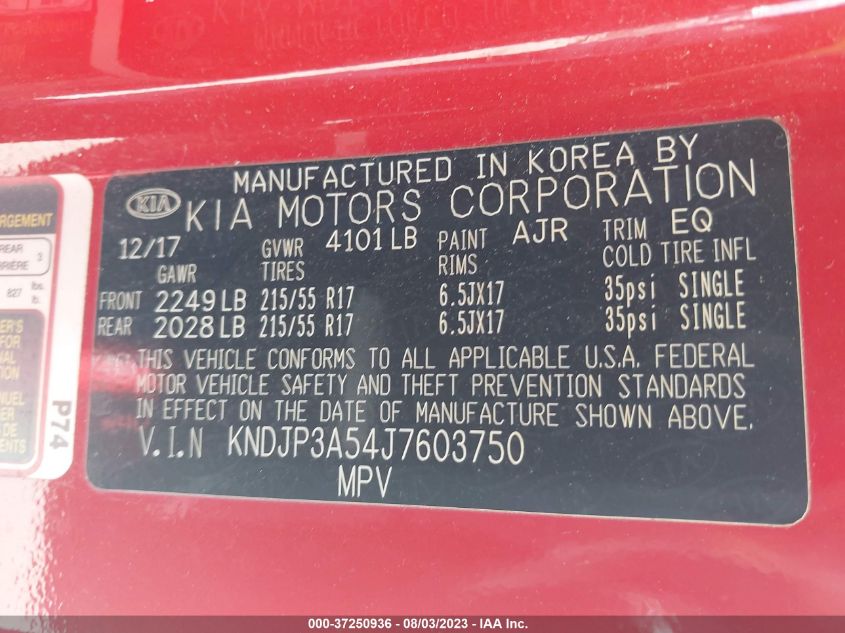 MANUFACTURED IN KOREA BY
KIA KIA MOTORS CORPORATION
12/17 GVWR 4101 LB PAINT AJR TRIM EQ
GAWR TIRES RIMS COLD TIRE INFL
FRONT 2249 LB 215/55 R17 6.5JX17 35psi SINGLE
REAR 2028 LB 215/55 R17 6.5JX17 35psi SINGLE
THIS VEHICLE CONFORMS TO ALL APPLICABLE U.S.A. FEDERAL
MOTOR VEHICLE SAFETY AND THEFT PREVENTION STANDARDS
IN EFFECT ON THE DATE OF MANUFACTURE SHOWN ABOVE.
V.I.N KNDJP3A54J7603750
MPV
REAR
3
827 lbs.
P74
000-37250936 - 08/03/2023 - IAA Inc.